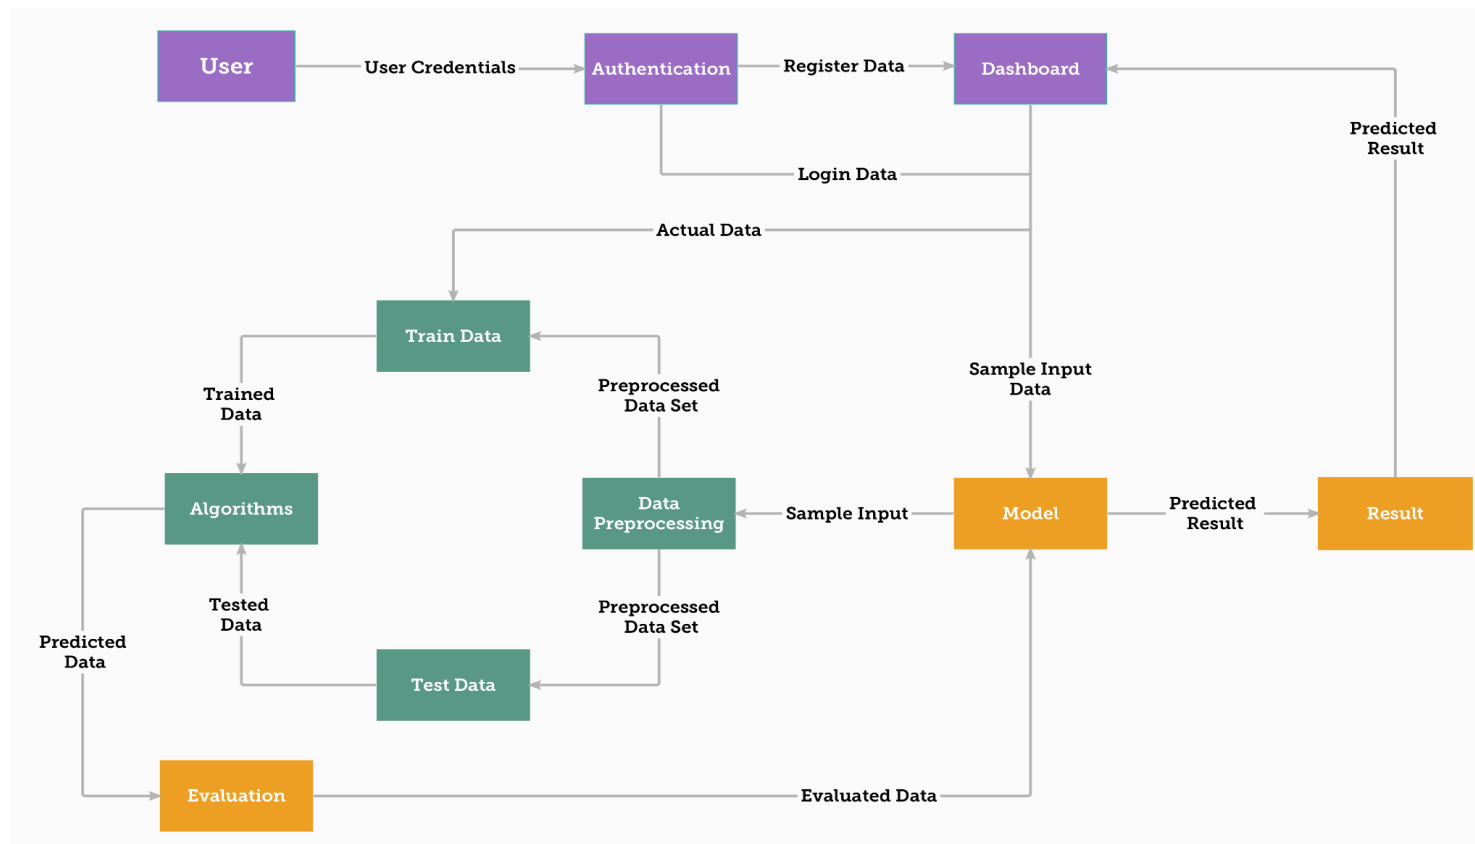 User
User Credentials
Authentication
Register Data
Dashboard
Predicted
Result
Login Data
Actual Data
Train Data
Sample Input
Data
Preprocessed
Data Set
Trained
Data
Algorithms
Data
Preprocessing
Sample Input
Model
Predicted
Result
Result
Tested
Data
Preprocessed
Data Set
Predicted
Data
Test Data
Evaluation
Evaluated Data